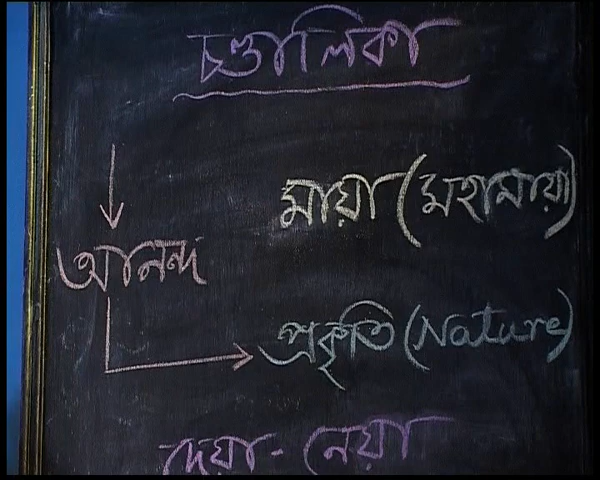 চণ্ডালিকা
মায়া (মহামায়া)
আনন্দ
প্রকৃতি (Nature)
দেয়া - নেয়া